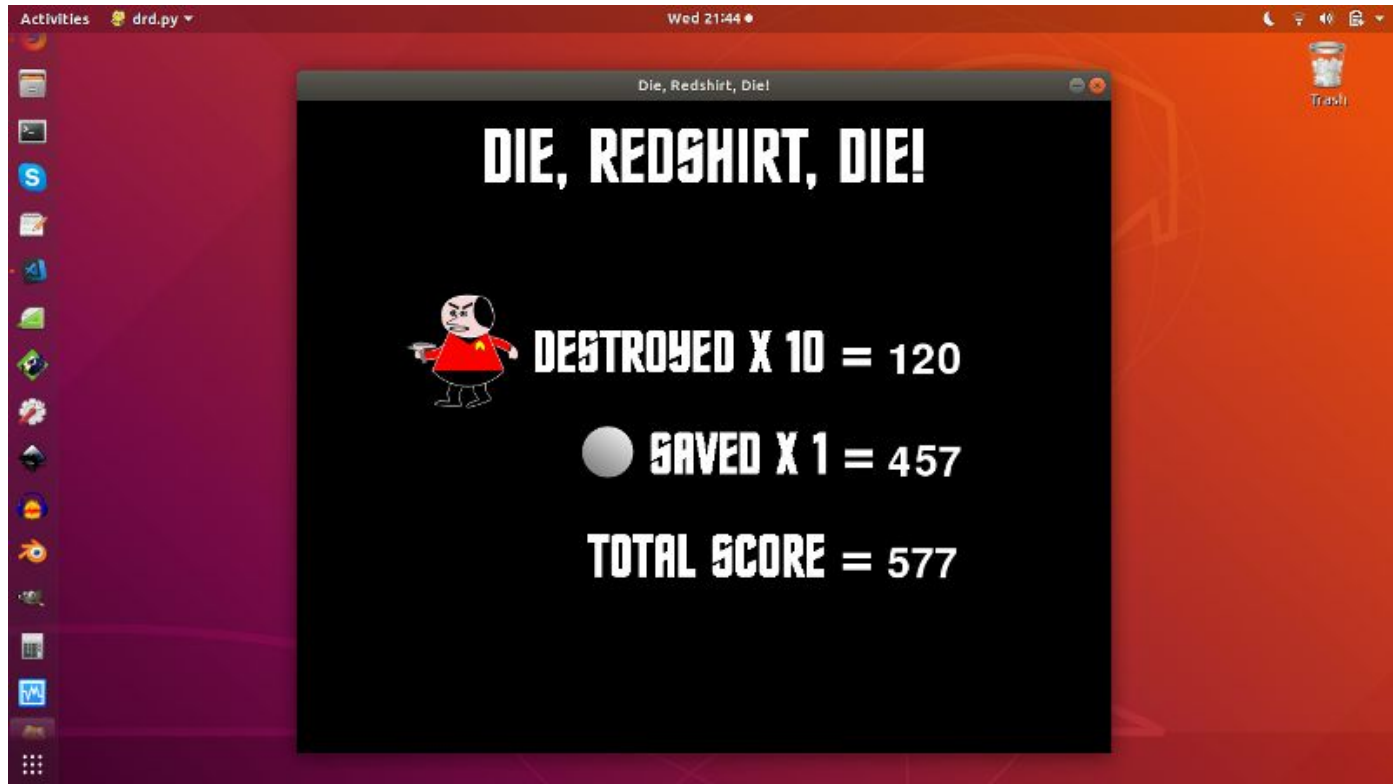 Activities drd.py Wed 21:44
Trash
Die, Redshirt, Die!
DIE, REDSHIRT, DIE!
DESTROYED X 10 = 120
SAVED X 1 = 457
TOTAL SCORE = 577